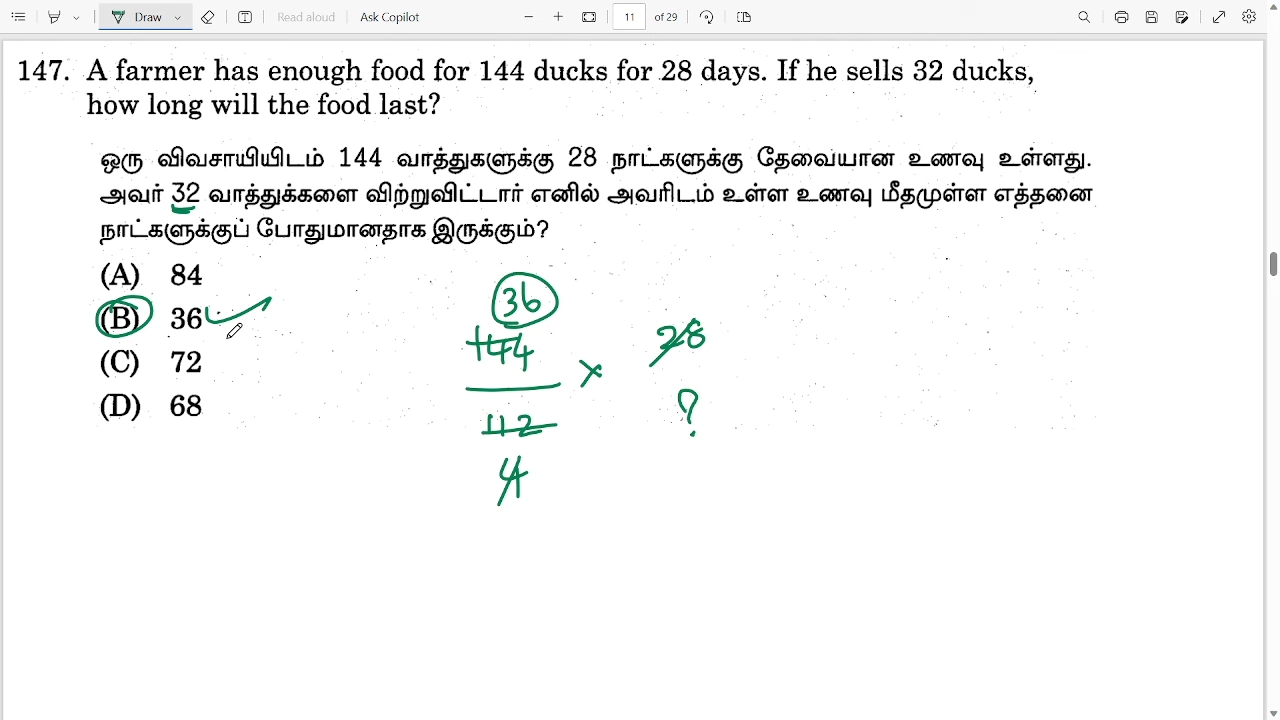 Draw
Read aloud
Ask Copilot
11 of 29
147. A farmer has enough food for 144 ducks for 28 days. If he sells 32 ducks,
how long will the food last?
ஒரு விவசாயியிடம் 144 வாத்துகளுக்கு 28 நாட்களுக்கு தேவையான உணவு உள்ளது.
அவர் 32 வாத்துக்களை விற்றுவிட்டார் எனில் அவரிடம் உள்ள உணவு மீதமுள்ள எத்தனை
நாட்களுக்குப் போதுமானதாக இருக்கும்?
(A) 84
(B) 36
(C) 72
(D) 68
36
144 × 28
112 ?
4